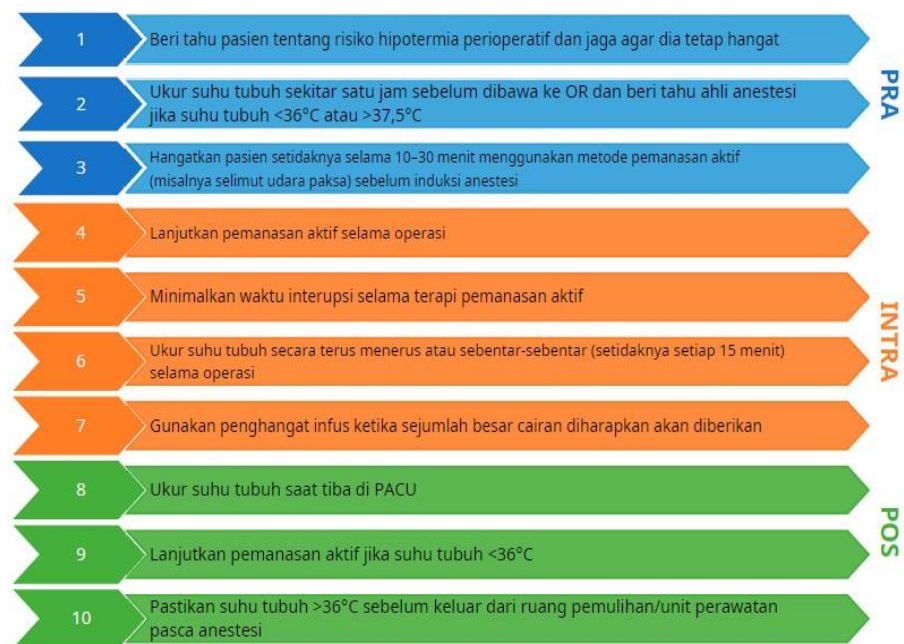 1
Beri tahu pasien tentang risiko hipotermia perioperatif dan jaga agar dia tetap hangat
2
Ukur suhu tubuh sekitar satu jam sebelum dibawa ke OR dan beri tahu ahli anestesi
jika suhu tubuh <36°C atau >37,5°C
3
Hangatkan pasien setidaknya selama 10–30 menit menggunakan metode pemanasan aktif
(misalnya selimut udara paksa) sebelum induksi anestesi
PRA
4
Lanjutkan pemanasan aktif selama operasi
5
Minimalkan waktu interupsi selama terapi pemanasan aktif
6
Ukur suhu tubuh secara terus menerus atau sebentar-sebentar (setidaknya setiap 15 menit)
selama operasi
7
Gunakan penghangat infus ketika sejumlah besar cairan diharapkan akan diberikan
INTRA
8
Ukur suhu tubuh saat tiba di PACU
9
Lanjutkan pemanasan aktif jika suhu tubuh <36°C
10
Pastikan suhu tubuh >36°C sebelum keluar dari ruang pemulihan/unit perawatan
pasca anestesi
POS